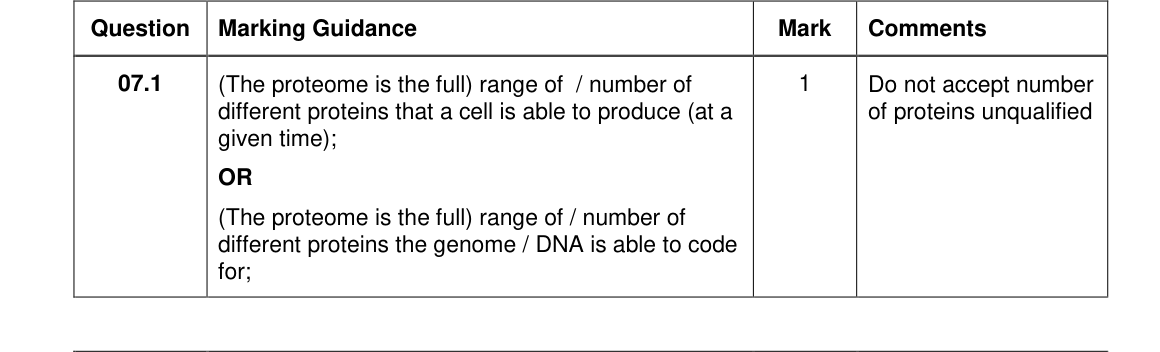 Question Marking Guidance Mark Comments
07.1 (The proteome is the full) range of / number of 1 Do not accept number
different proteins that a cell is able to produce (at a of proteins unqualified
given time);
OR
(The proteome is the full) range of / number of
different proteins the genome / DNA is able to code
for;